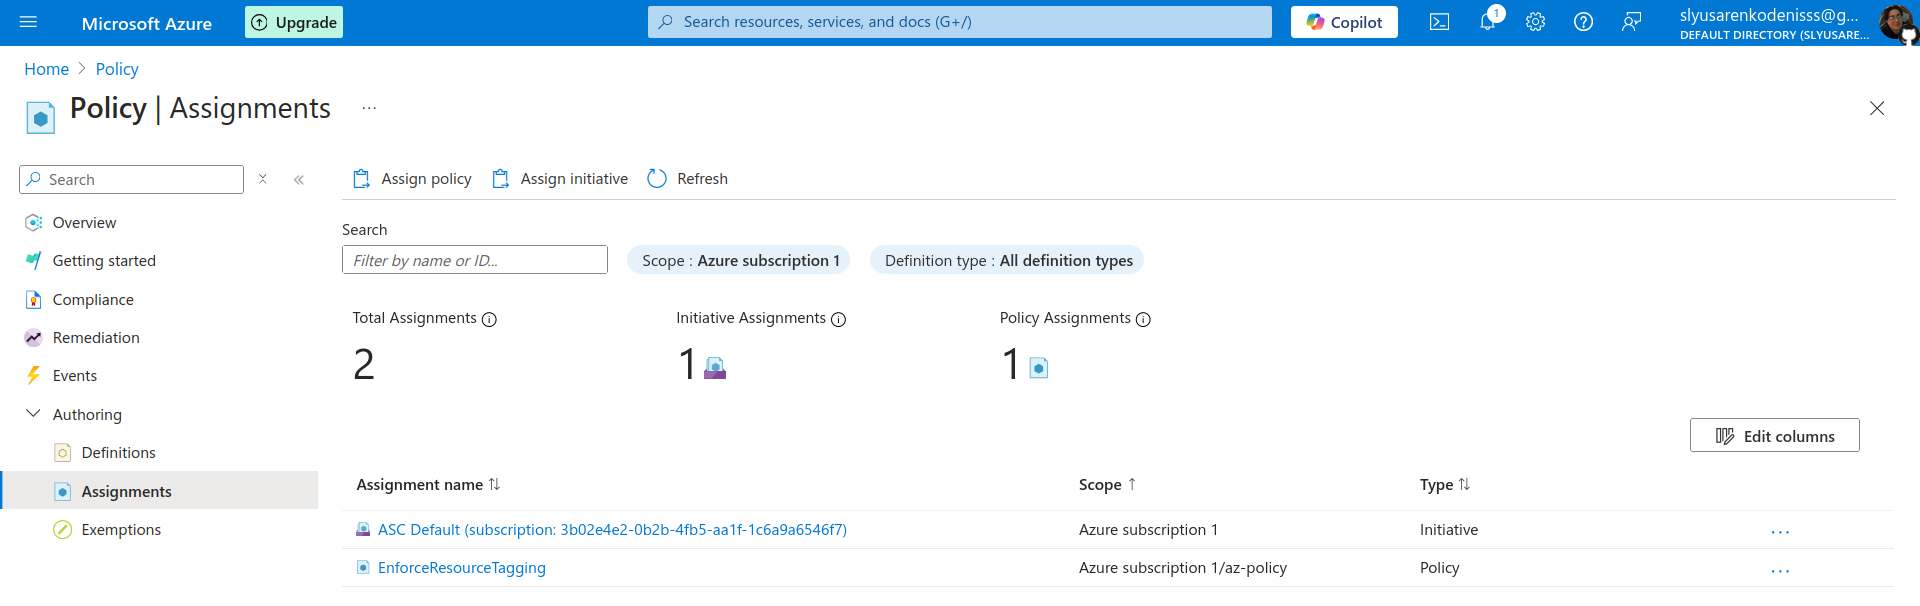 Microsoft Azure
Upgrade
Search resources, services, and docs (G+/)
Copilot
1
slyusarenkodenisss@g...
DEFAULT DIRECTORY (SLYUSARE...
Home > Policy
Policy | Assignments ...
Search
Overview
Getting started
Compliance
Remediation
Events
Authoring
Definitions
Assignments
Exemptions
Assign policy
Assign initiative
Refresh
Search
Filter by name or ID...
Scope : Azure subscription 1
Definition type : All definition types
Total Assignments
2
Initiative Assignments
1
Policy Assignments
1
Edit columns
Assignment name Scope Type
ASC Default (subscription: 3b02e4e2-0b2b-4fb5-aa1f-1c6a9a6546f7) Azure subscription 1 Initiative ...
EnforceResourceTagging Azure subscription 1/az-policy Policy ...